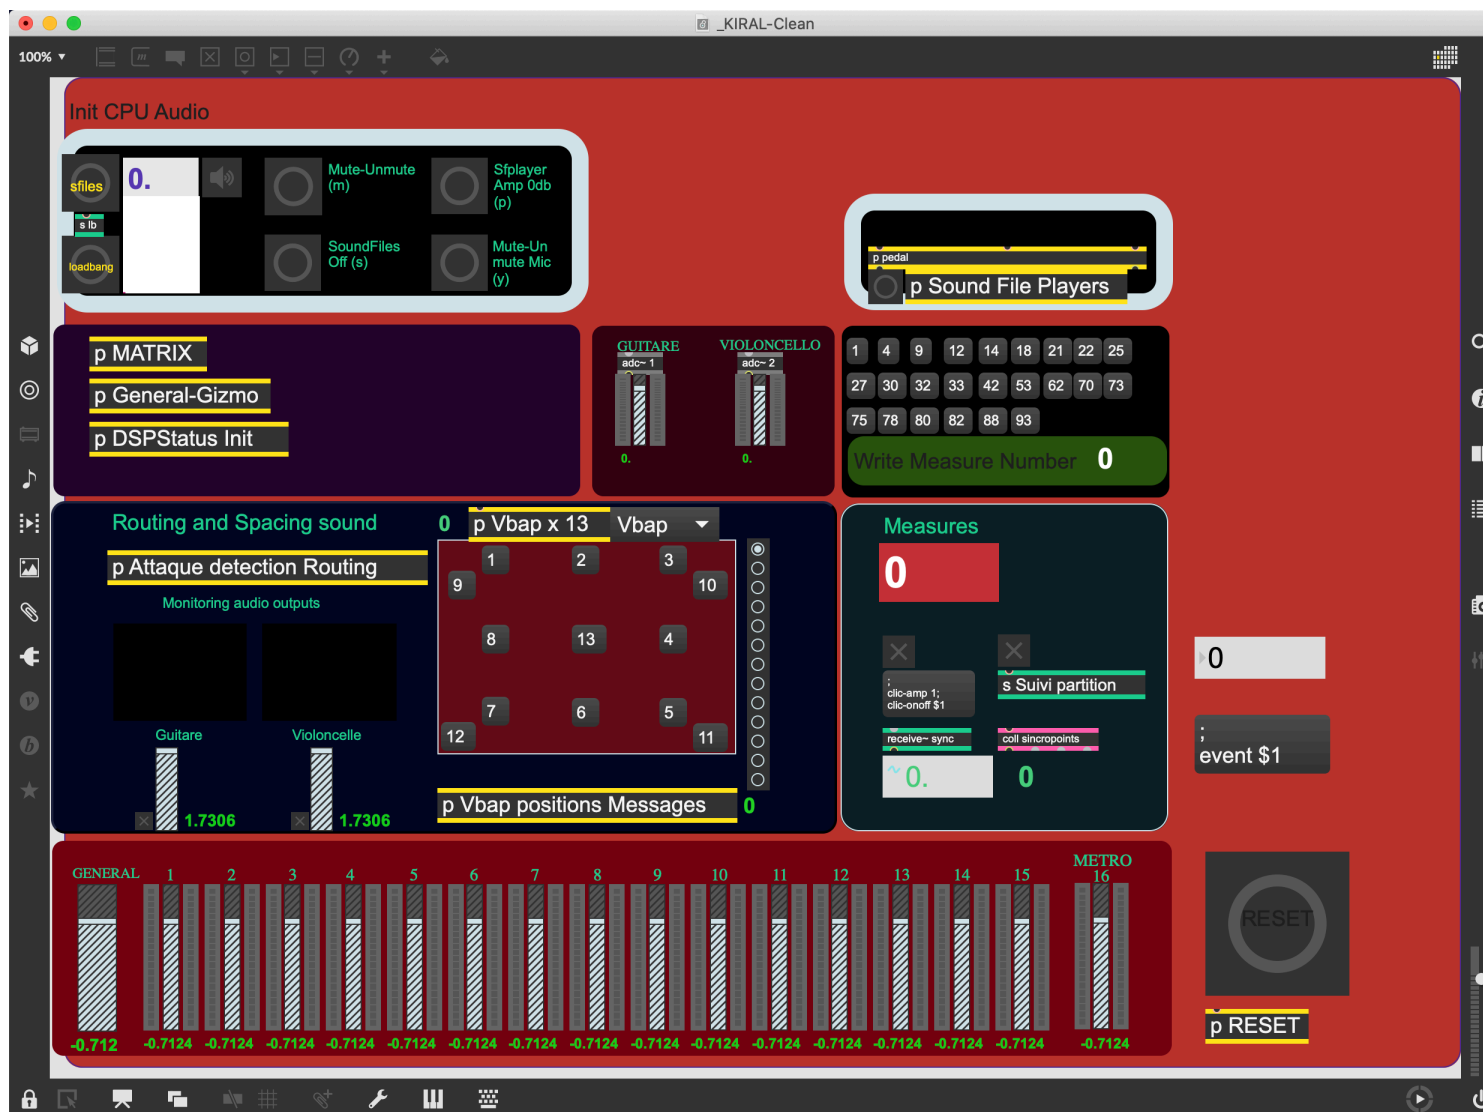 _KIRAL-Clean
100%
Init CPU Audio
sfiles
0.
Mute-Unmute
(m)
Sfplayer
Amp 0db
(p)
s lb
loadbang
SoundFiles
Off (s)
Mute-Un
mute Mic
(y)
p pedal
p Sound File Players
p MATRIX
p General-Gizmo
p DSPStatus Init
GUITARE
VIOLONCELLO
adc~ 1
adc~ 2
0.
0.
1 4 9 12 14 18 21 22 25
27 30 32 33 42 53 62 70 73
75 78 80 82 88 93
Write Measure Number 0
Routing and Spacing sound
0
p Vbap x 13
Vbap
p Attaque detection Routing
Monitoring audio outputs
1 2 3
9 10
8 13 4
7 6 5
12 11
Guitare
Violoncelle
1.7306
1.7306
p Vbap positions Messages
0
Measures
0
;
clic-amp 1;
clic-onoff $1
s Suivi partition
receive~ sync
coll sincropoints
~0.
0
0
;
event $1
GENERAL 1 2 3 4 5 6 7 8 9 10 11 12 13 14 15
METRO
16
-0.712 -0.7124 -0.7124 -0.7124 -0.7124 -0.7124 -0.7124 -0.7124 -0.7124 -0.7124 -0.7124 -0.7124 -0.7124 -0.7124 -0.7124 -0.7124 -0.7124
RESET
p RESET